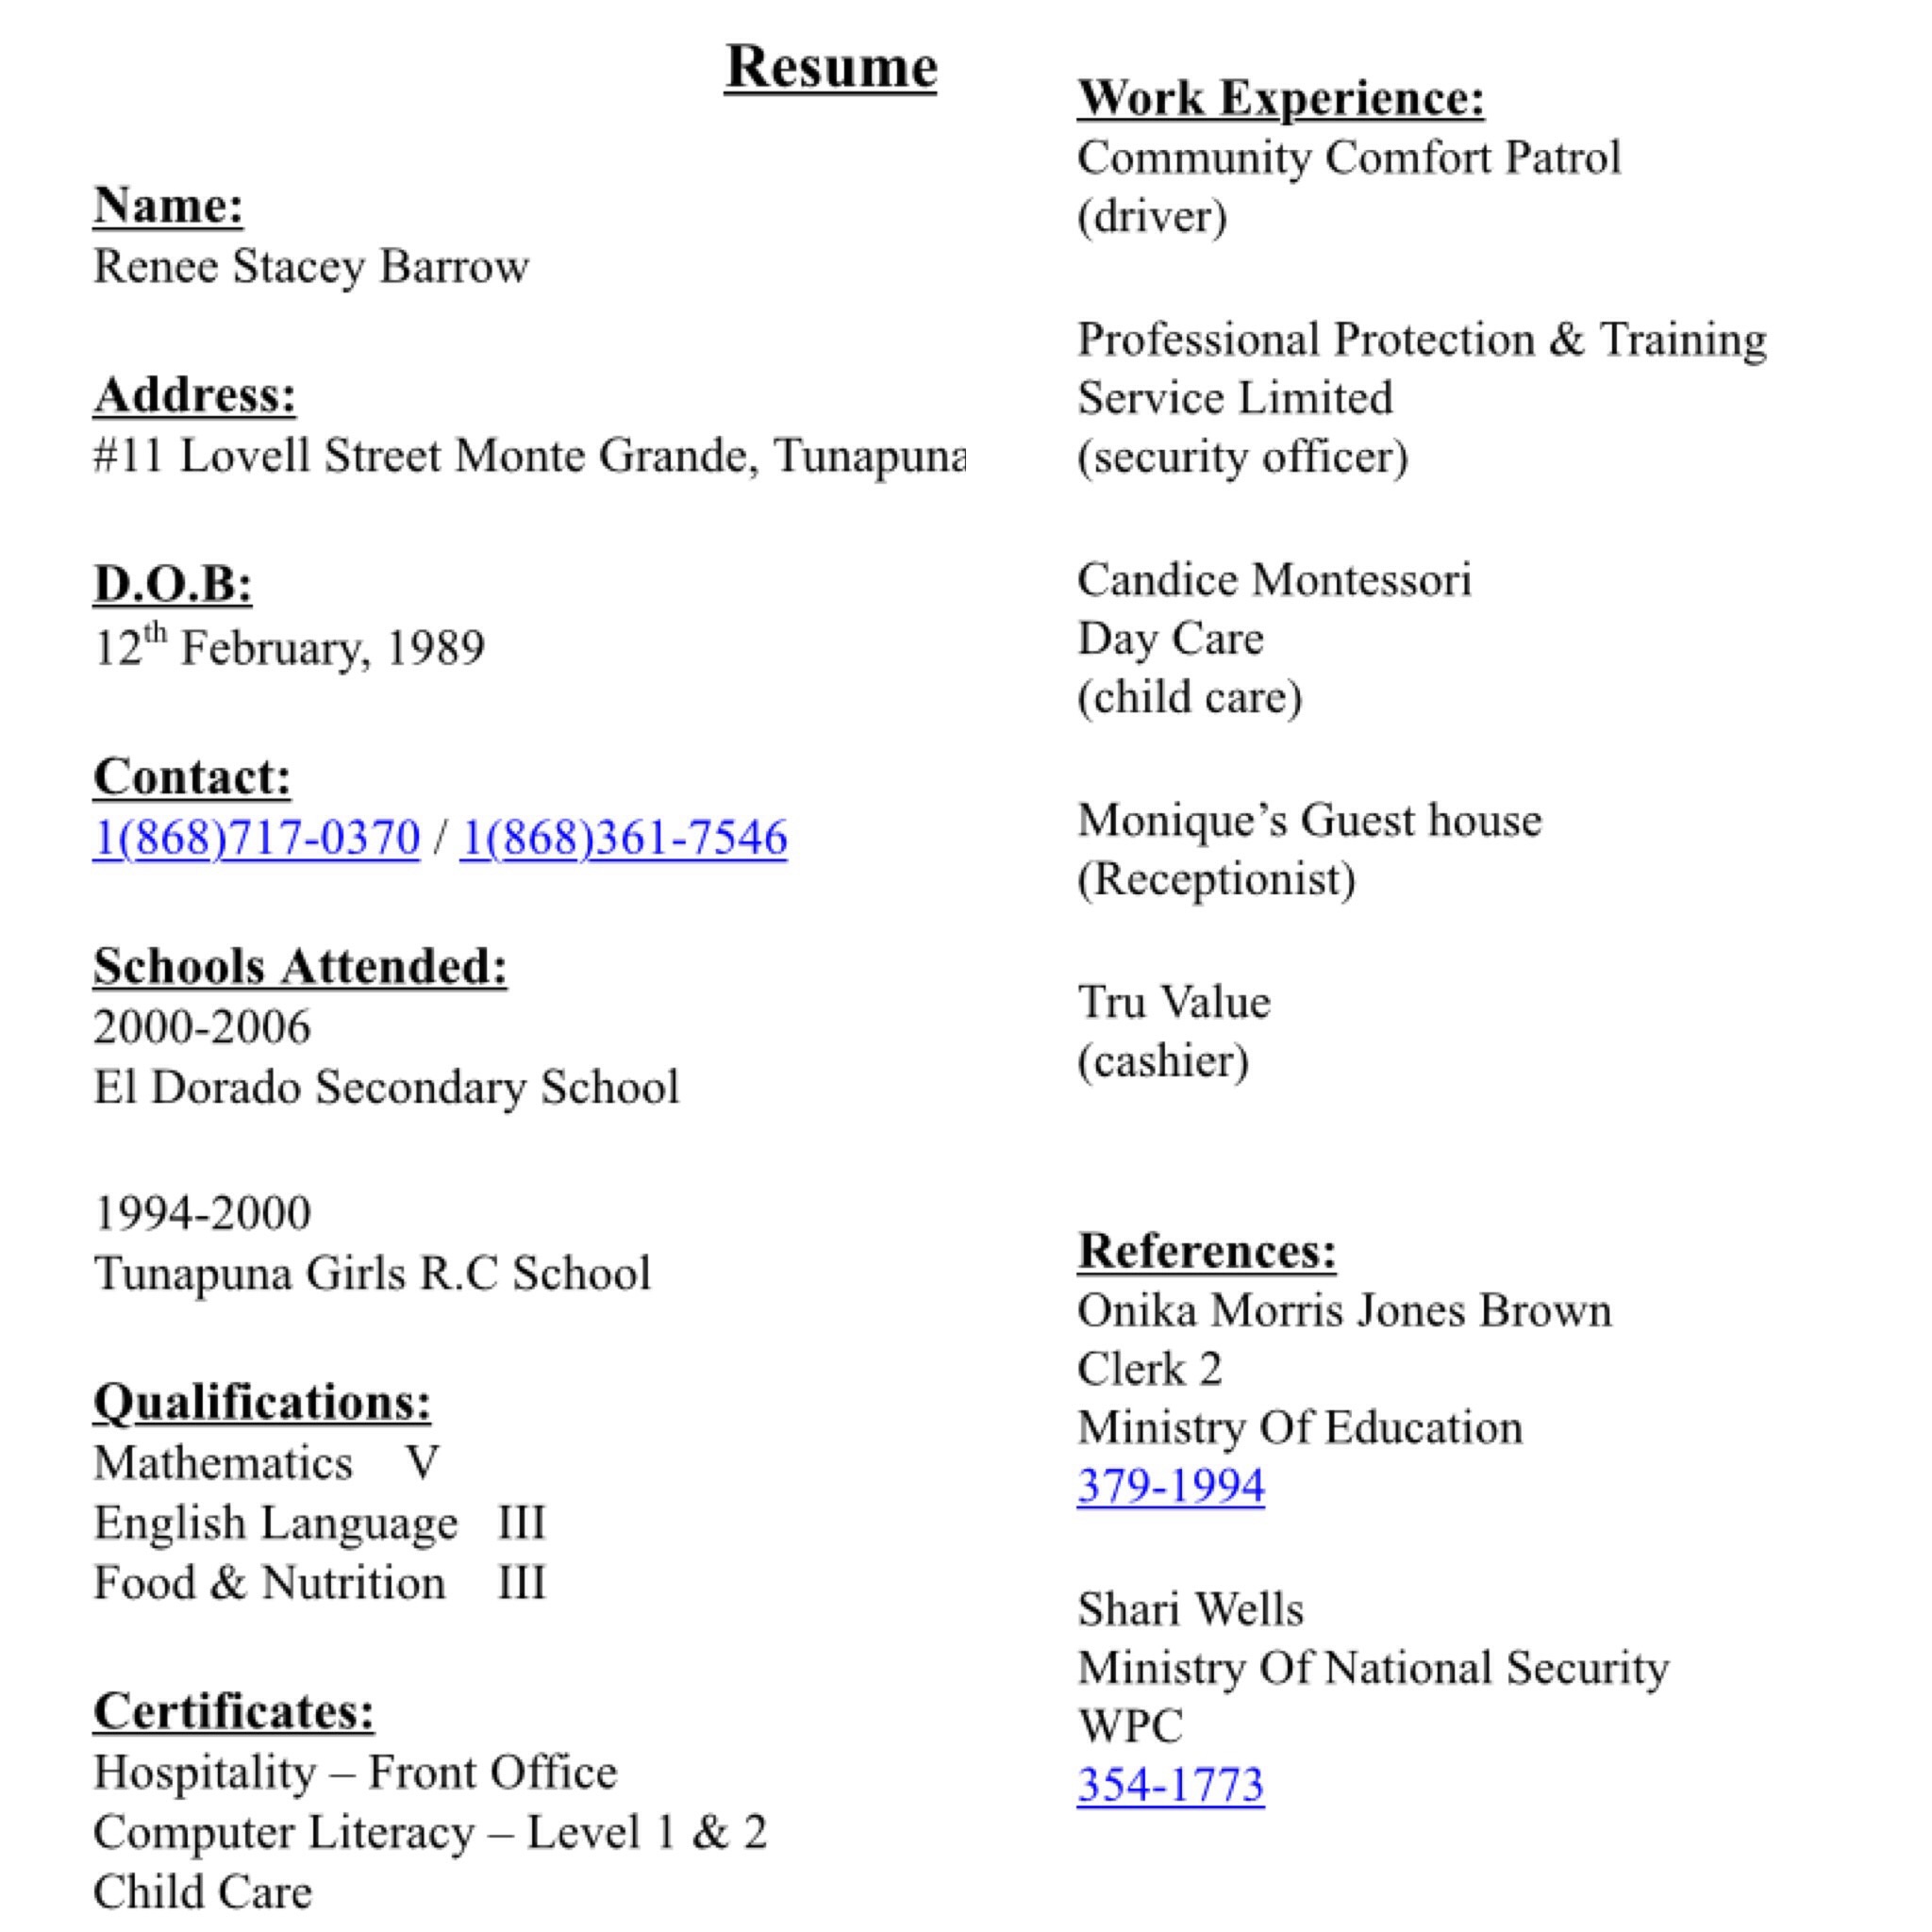 Resume
Name:
Renee Stacey Barrow
Address:
#11 Lovell Street Monte Grande, Tunapuna
D.O.B:
12th February, 1989
Contact:
1(868)717-0370 / 1(868)361-7546
Schools Attended:
2000-2006
El Dorado Secondary School
1994-2000
Tunapuna Girls R.C School
Qualifications:
Mathematics V
English Language III
Food & Nutrition III
Certificates:
Hospitality – Front Office
Computer Literacy – Level 1 & 2
Child Care
Work Experience:
Community Comfort Patrol
(driver)
Professional Protection & Training
Service Limited
(security officer)
Candice Montessori
Day Care
(child care)
Monique’s Guest house
(Receptionist)
Tru Value
(cashier)
References:
Onika Morris Jones Brown
Clerk 2
Ministry Of Education
379-1994
Shari Wells
Ministry Of National Security
WPC
354-1773